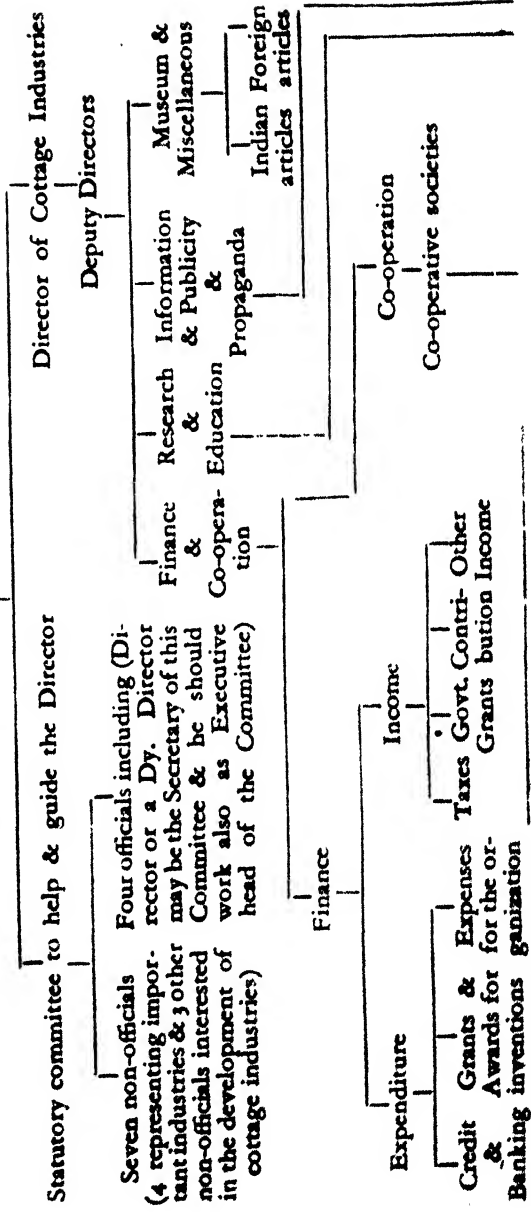 Statutory committee to help & guide the Director
Director of Cottage Industries
Seven non-officials
(4 representing impor-
tant industries & 3 other
non-officials interested
in the development of
cottage industries)
Four officials including (Di-
rector or a Dy. Director
may be the Secretary of this
Committee & he should
work also as Executive
head of the Committee)
Deputy Directors
Finance
&
Co-opera-
tion
Research
&
Education
Information
& Publicity
&
Propaganda
Museum &
Miscellaneous
Indian
articles
Foreign
articles
Finance
Co-operation
Co-operative societies
Expenditure
Income
Credit
&
Banking
Grants &
Awards for
inventions
Expenses
for the or-
ganization
Taxes
Govt.
Grants
Contri-
bution
Other
Income